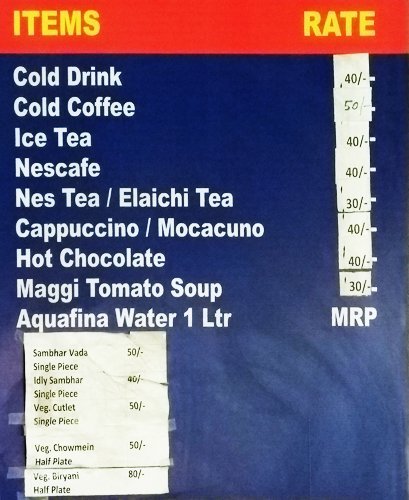 ITEMS RATE
Cold Drink 40/-
Cold Coffee 50/-
Ice Tea 40/-
Nescafe 40/-
Nes Tea / Elaichi Tea 30/-
Cappuccino / Mocacuno 40/-
Hot Chocolate 40/-
Maggi Tomato Soup 30/-
Aquafina Water 1 Ltr MRP
Sambhar Vada 50/-
Single Piece
Idly Sambhar 40/-
Single Piece
Veg. Cutlet 50/-
Single Piece
Veg. Chowmein 50/-
Half Plate
Veg. Biryani 80/-
Half Plate